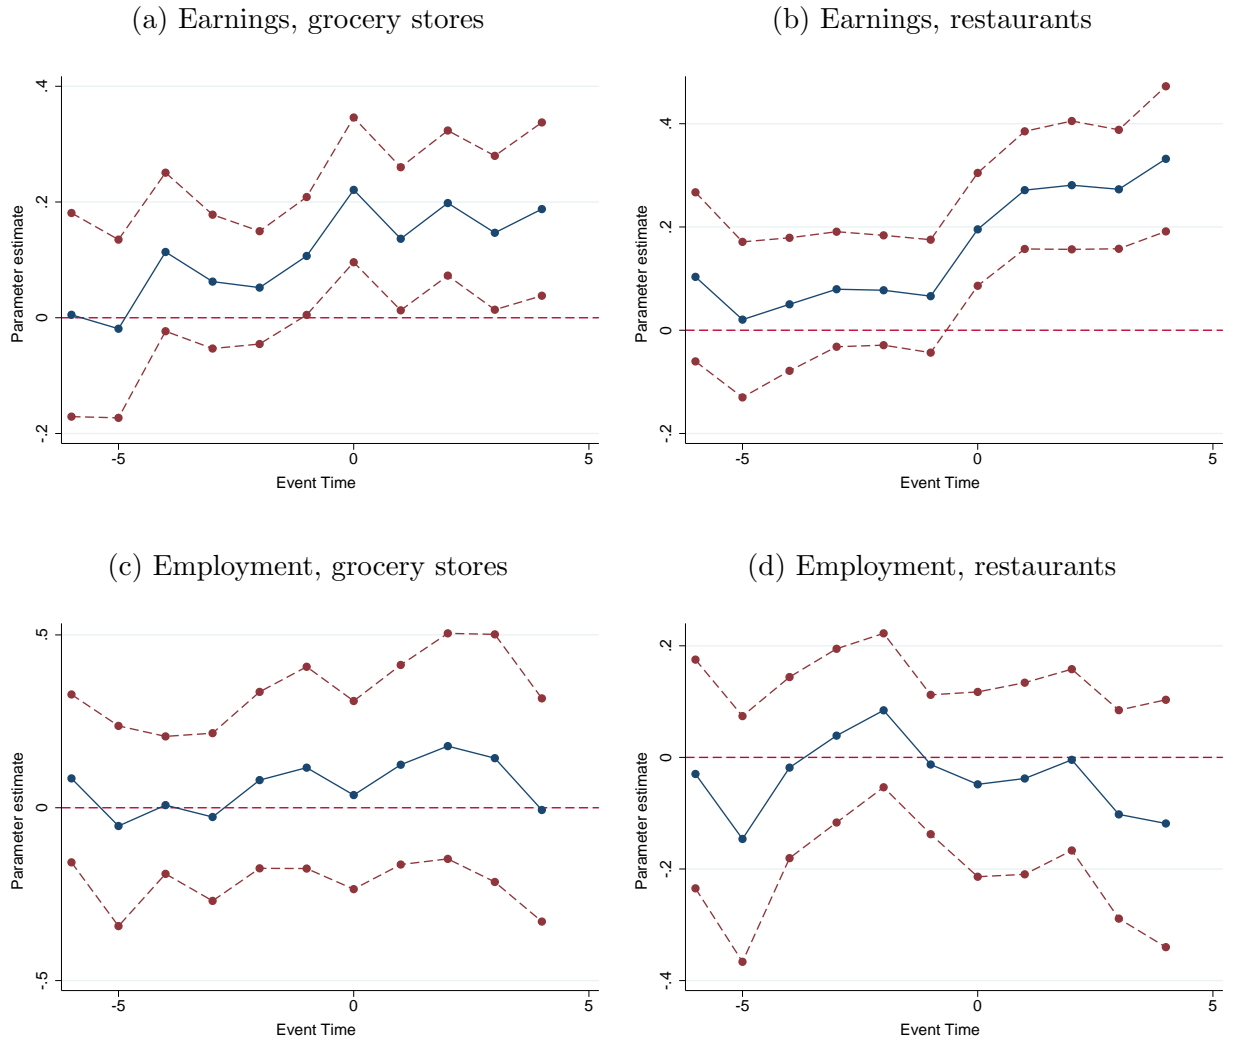 (a) Earnings, grocery stores
.4
.2
0
-.2
Parameter estimate
-5
0
5
Event Time
(b) Earnings, restaurants
.4
.2
0
-.2
Parameter estimate
-5
0
5
Event Time
(c) Employment, grocery stores
.5
0
-.5
Parameter estimate
-5
0
5
Event Time
(d) Employment, restaurants
.2
0
-.2
-.4
Parameter estimate
-5
0
5
Event Time